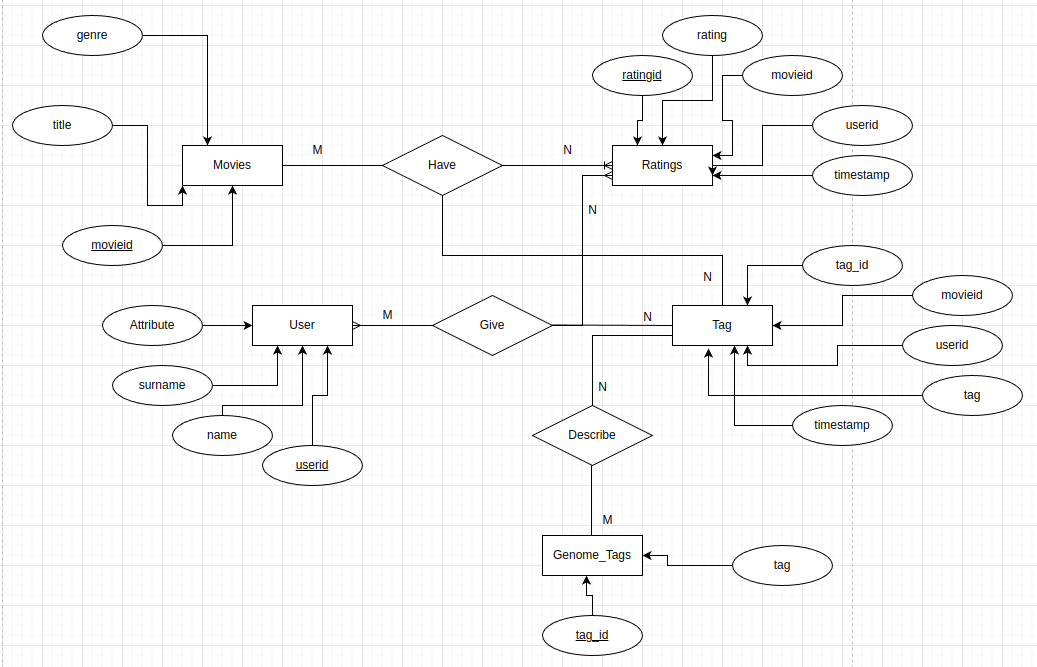 genre
rating
ratingid
movieid
title
userid
M
N
Movies
Have
Ratings
timestamp
N
movieid
tag_id
N
movieid
Attribute
User
M
Give
N
Tag
userid
surname
N
tag
name
Describe
timestamp
userid
M
Genome_Tags
tag
tag_id